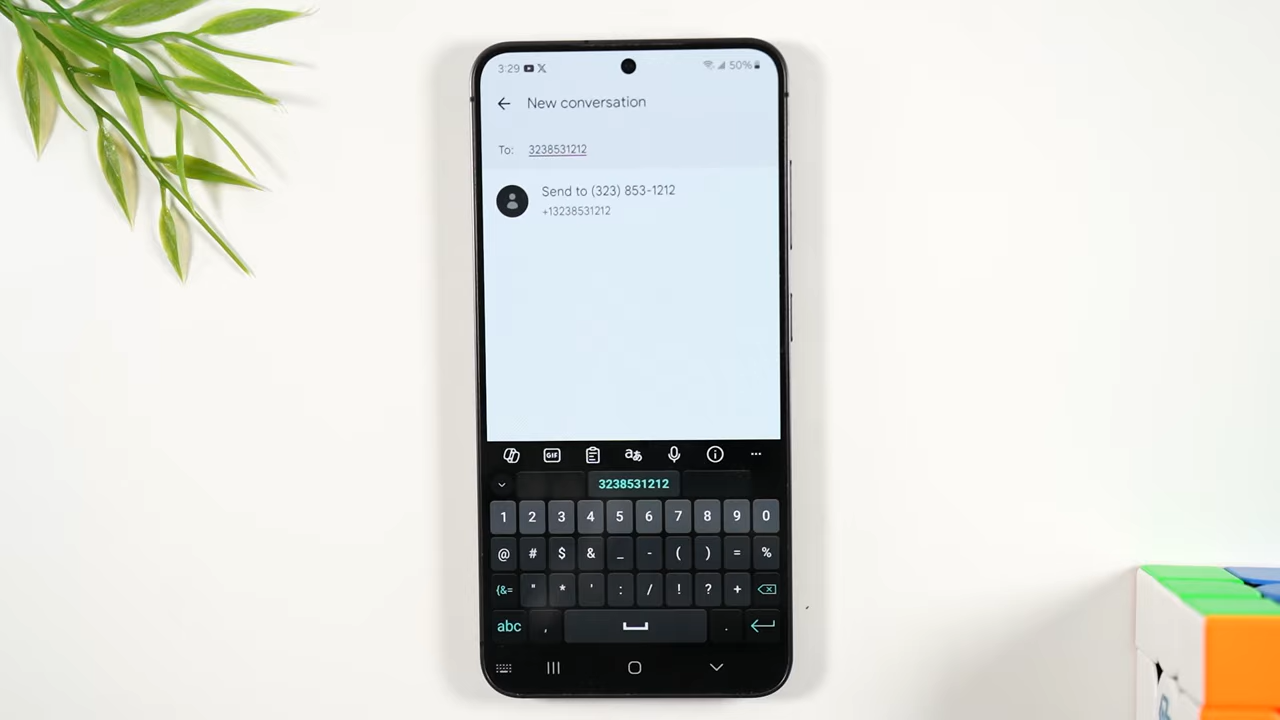 3:29 50%
New conversation
To: 3238531212
Send to (323) 853-1212
+13238531212
GIF
3238531212
1 2 3 4 5 6 7 8 9 0
@ # $ & _ - ( ) = %
{&= " * ' : / ! ? +
abc , .